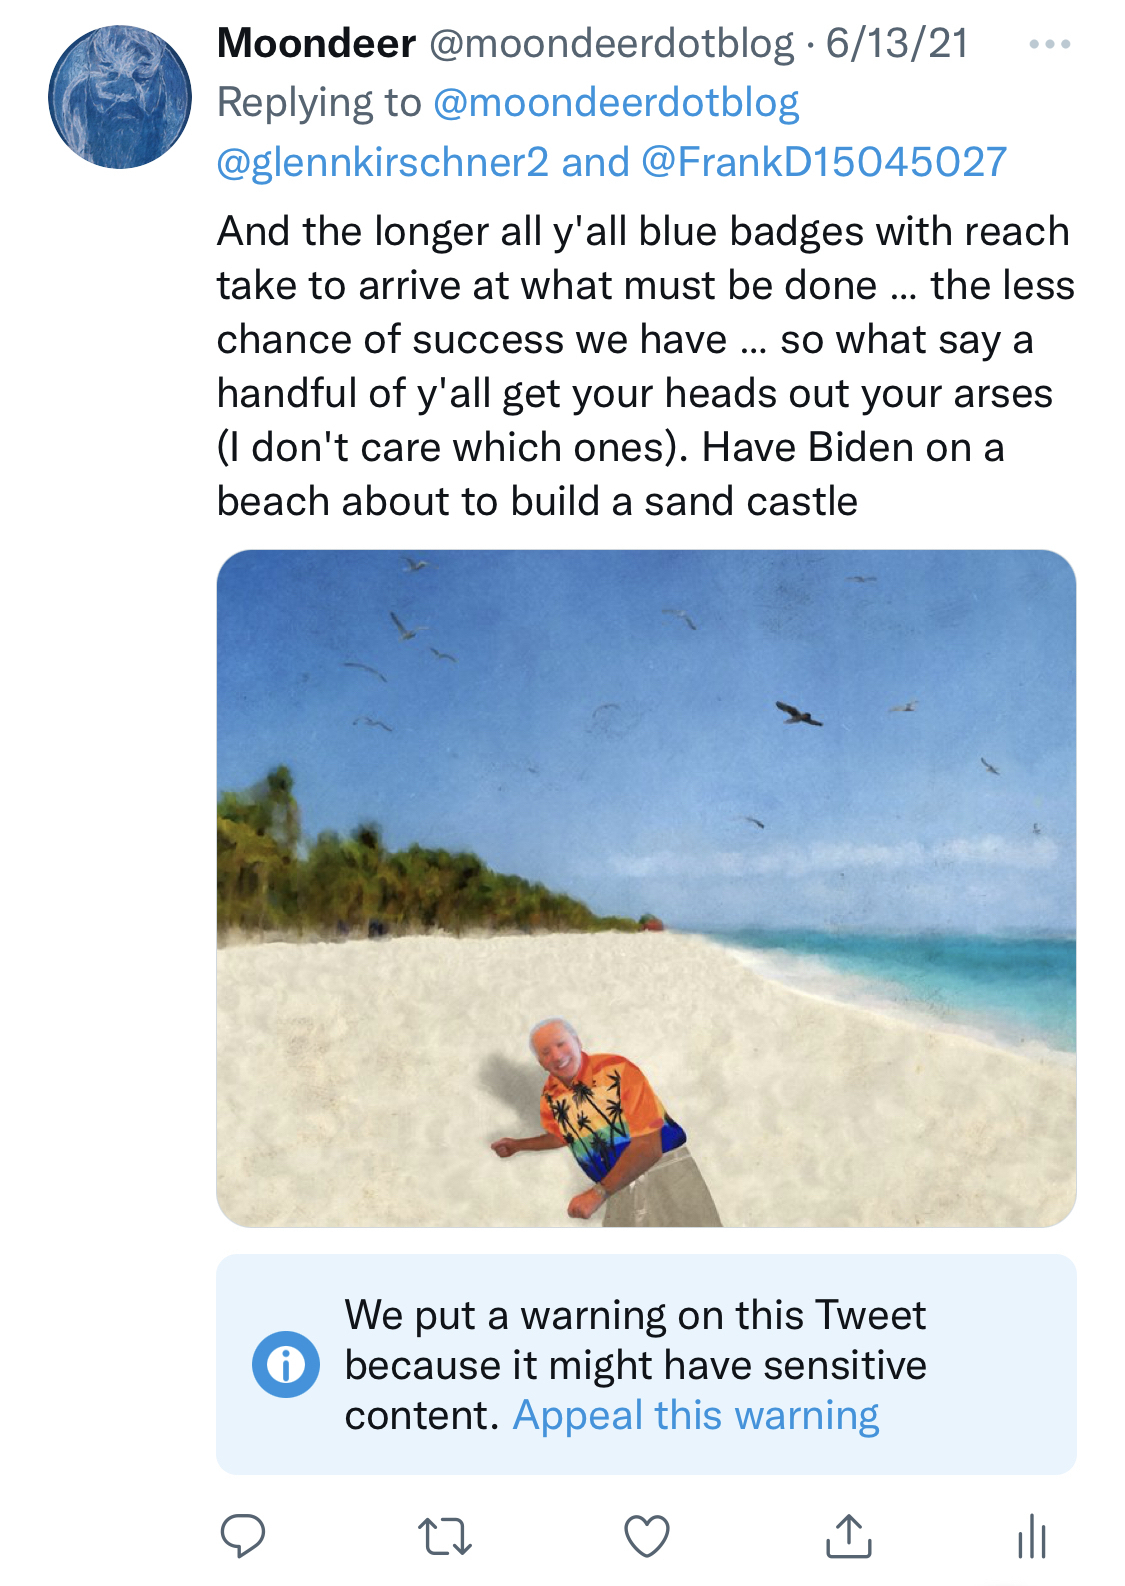 Moondeer @moondeerdotblog · 6/13/21
Replying to @moondeerdotblog
@glennkirschner2 and @FrankD15045027
And the longer all y'all blue badges with reach
take to arrive at what must be done ... the less
chance of success we have ... so what say a
handful of y'all get your heads out your arses
(I don't care which ones). Have Biden on a
beach about to build a sand castle
We put a warning on this Tweet
because it might have sensitive
content. Appeal this warning